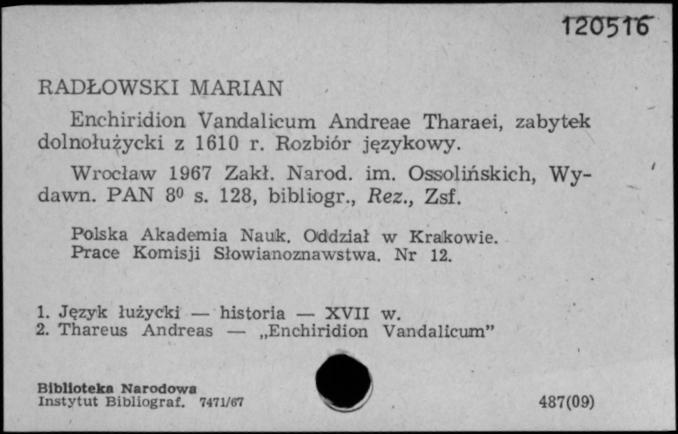 120516
RADŁOWSKI MARIAN
Enchiridion Vandalicum Andreae Tharaei, zabytek
dolnołużycki z 1610 r. Rozbiór językowy.
Wrocław 1967 Zakł. Narod. im. Ossolińskich, Wy-
dawn. PAN 8⁰ s. 128, bibliogr., Rez., Zsf.
Polska Akademia Nauk. Oddział w Krakowie.
Prace Komisji Słowianoznawstwa. Nr 12.
1. Język łużycki — historia — XVII w.
2. Thareus Andreas — „Enchiridion Vandalicum”
Biblioteka Narodowa
Instytut Bibliograf. 7471/67
487(09)